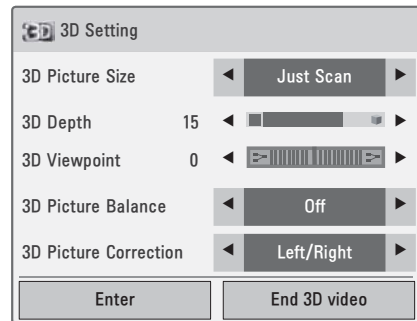 3D 3D Setting
3D Picture Size Just Scan
3D Depth 15
3D Viewpoint 0
3D Picture Balance Off
3D Picture Correction Left/Right
Enter End 3D video